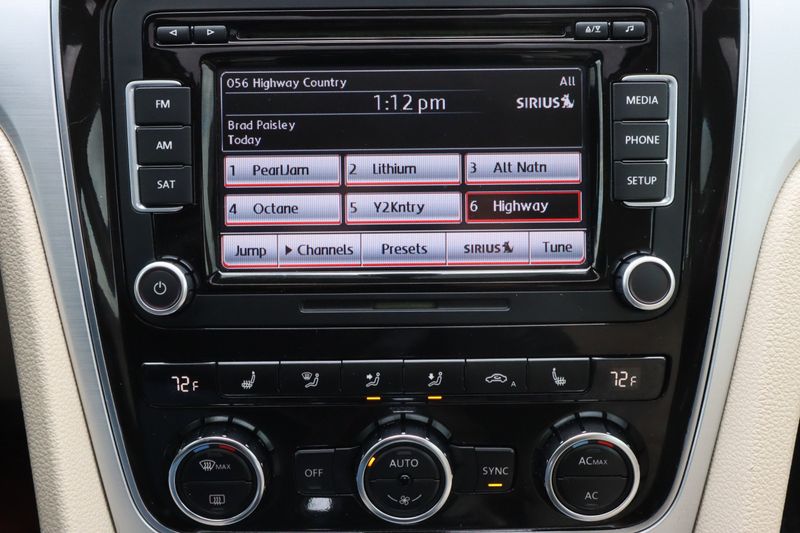 056 Highway Country All
1:12 pm SIRIUS
Brad Paisley
Today
FM
AM
SAT
MEDIA
PHONE
SETUP
1 PearlJam 2 Lithium 3 Alt Natn
4 Octane 5 Y2Kntry 6 Highway
Jump Channels Presets SIRIUS Tune
72F A 72F
MAX OFF AUTO SYNC AC MAX
AC